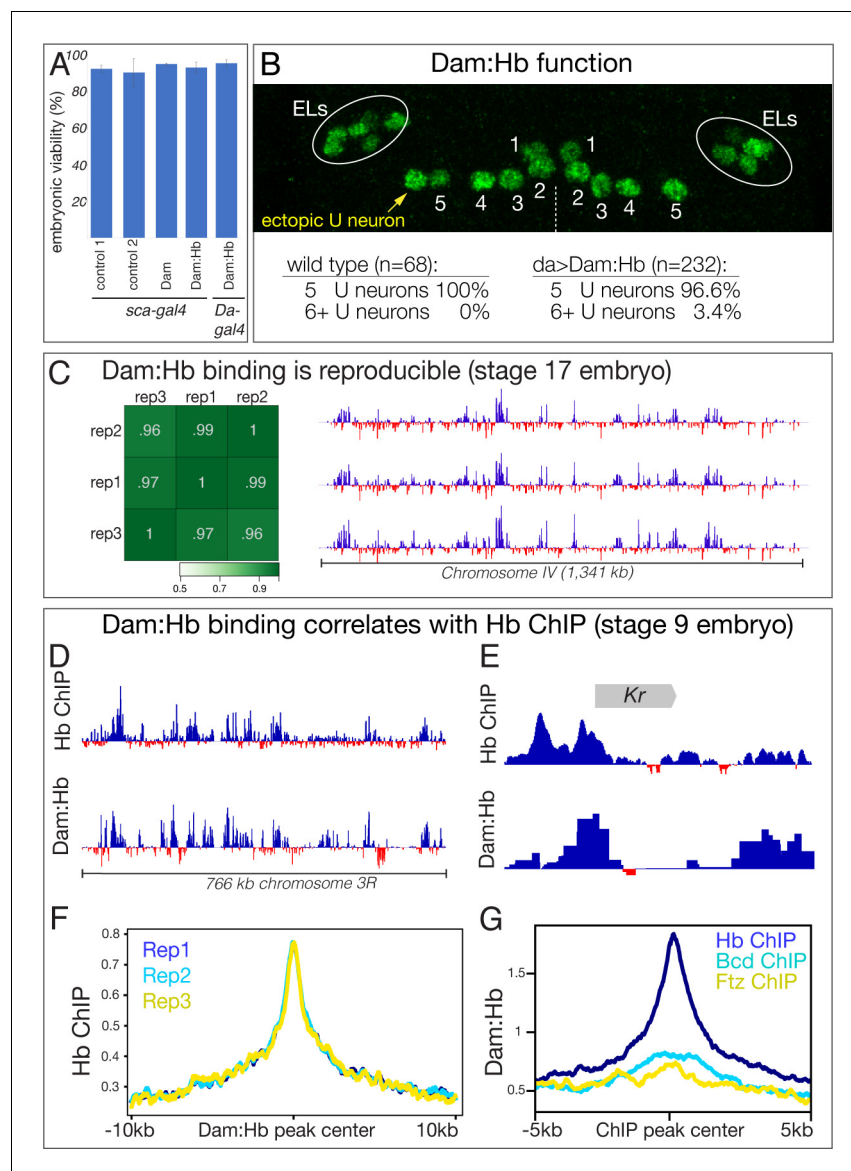 A
embryonic viability (%)
100
80
60
40
20
control 1
control 2
Dam
Dam:Hb
Dam:Hb
sca-gal4
Da-
gal4
B
Dam:Hb function
ELs
ELs
1 1
2 2
5 4 3 3 4 5
ectopic U neuron
wild type (n=68):
5 U neurons 100%
6+ U neurons 0%
da>Dam:Hb (n=232):
5 U neurons 96.6%
6+ U neurons 3.4%
C
Dam:Hb binding is reproducible (stage 17 embryo)
rep3 rep1 rep2
rep2 .96 .99 1
rep1 .97 1 .99
rep3 1 .97 .96
0.5 0.7 0.9
Chromosome IV (1,341 kb)
Dam:Hb binding correlates with Hb ChIP (stage 9 embryo)
D
Hb ChIP
Dam:Hb
766 kb chromosome 3R
E
Kr
Hb ChIP
Dam:Hb
F
Hb ChIP
0.8
0.7
0.6
0.5
0.4
0.3
Rep1
Rep2
Rep3
-10kb Dam:Hb peak center 10kb
G
Dam:Hb
1.5
1
0.5
Hb ChIP
Bcd ChIP
Ftz ChIP
-5kb ChIP peak center 5kb